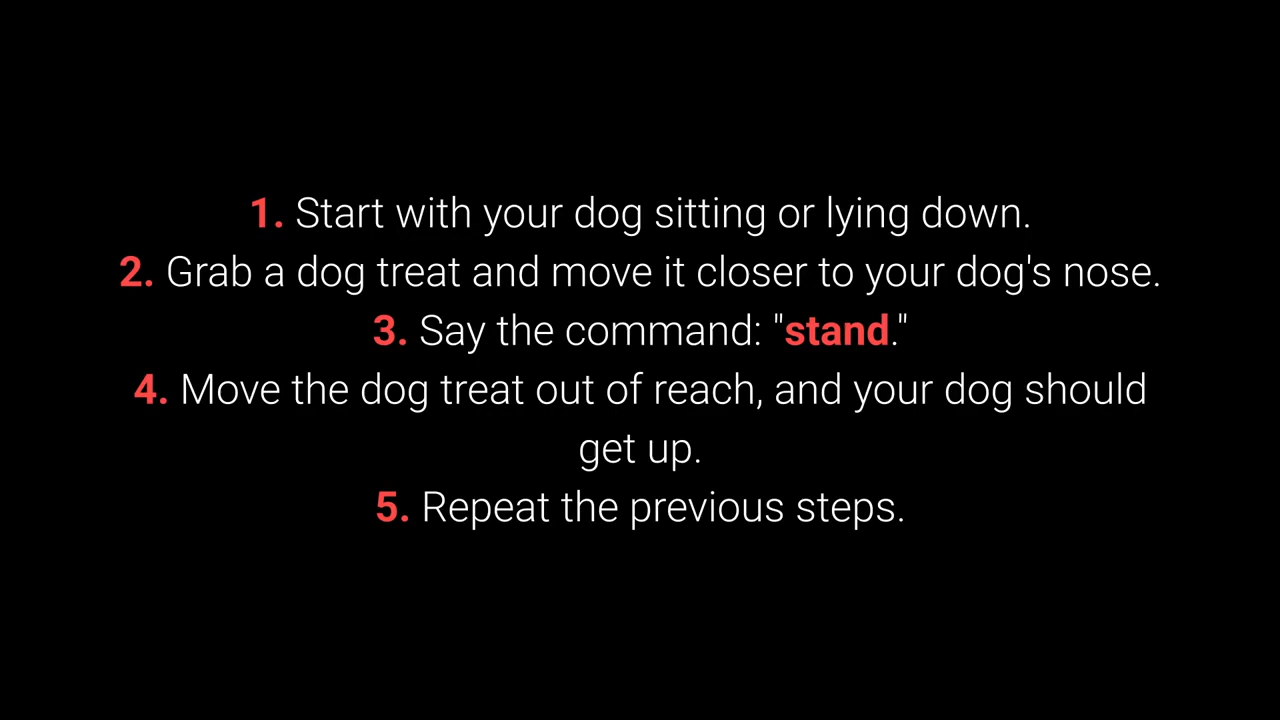 1. Start with your dog sitting or lying down.
2. Grab a dog treat and move it closer to your dog's nose.
3. Say the command: "stand."
4. Move the dog treat out of reach, and your dog should
get up.
5. Repeat the previous steps.